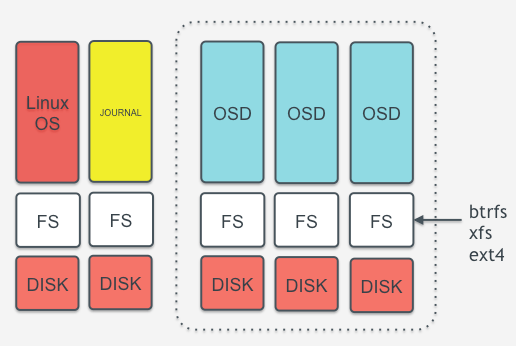 Linux
OS
JOURNAL
OSD
OSD
OSD
FS
FS
FS
FS
FS
btrfs
xfs
ext4
DISK
DISK
DISK
DISK
DISK